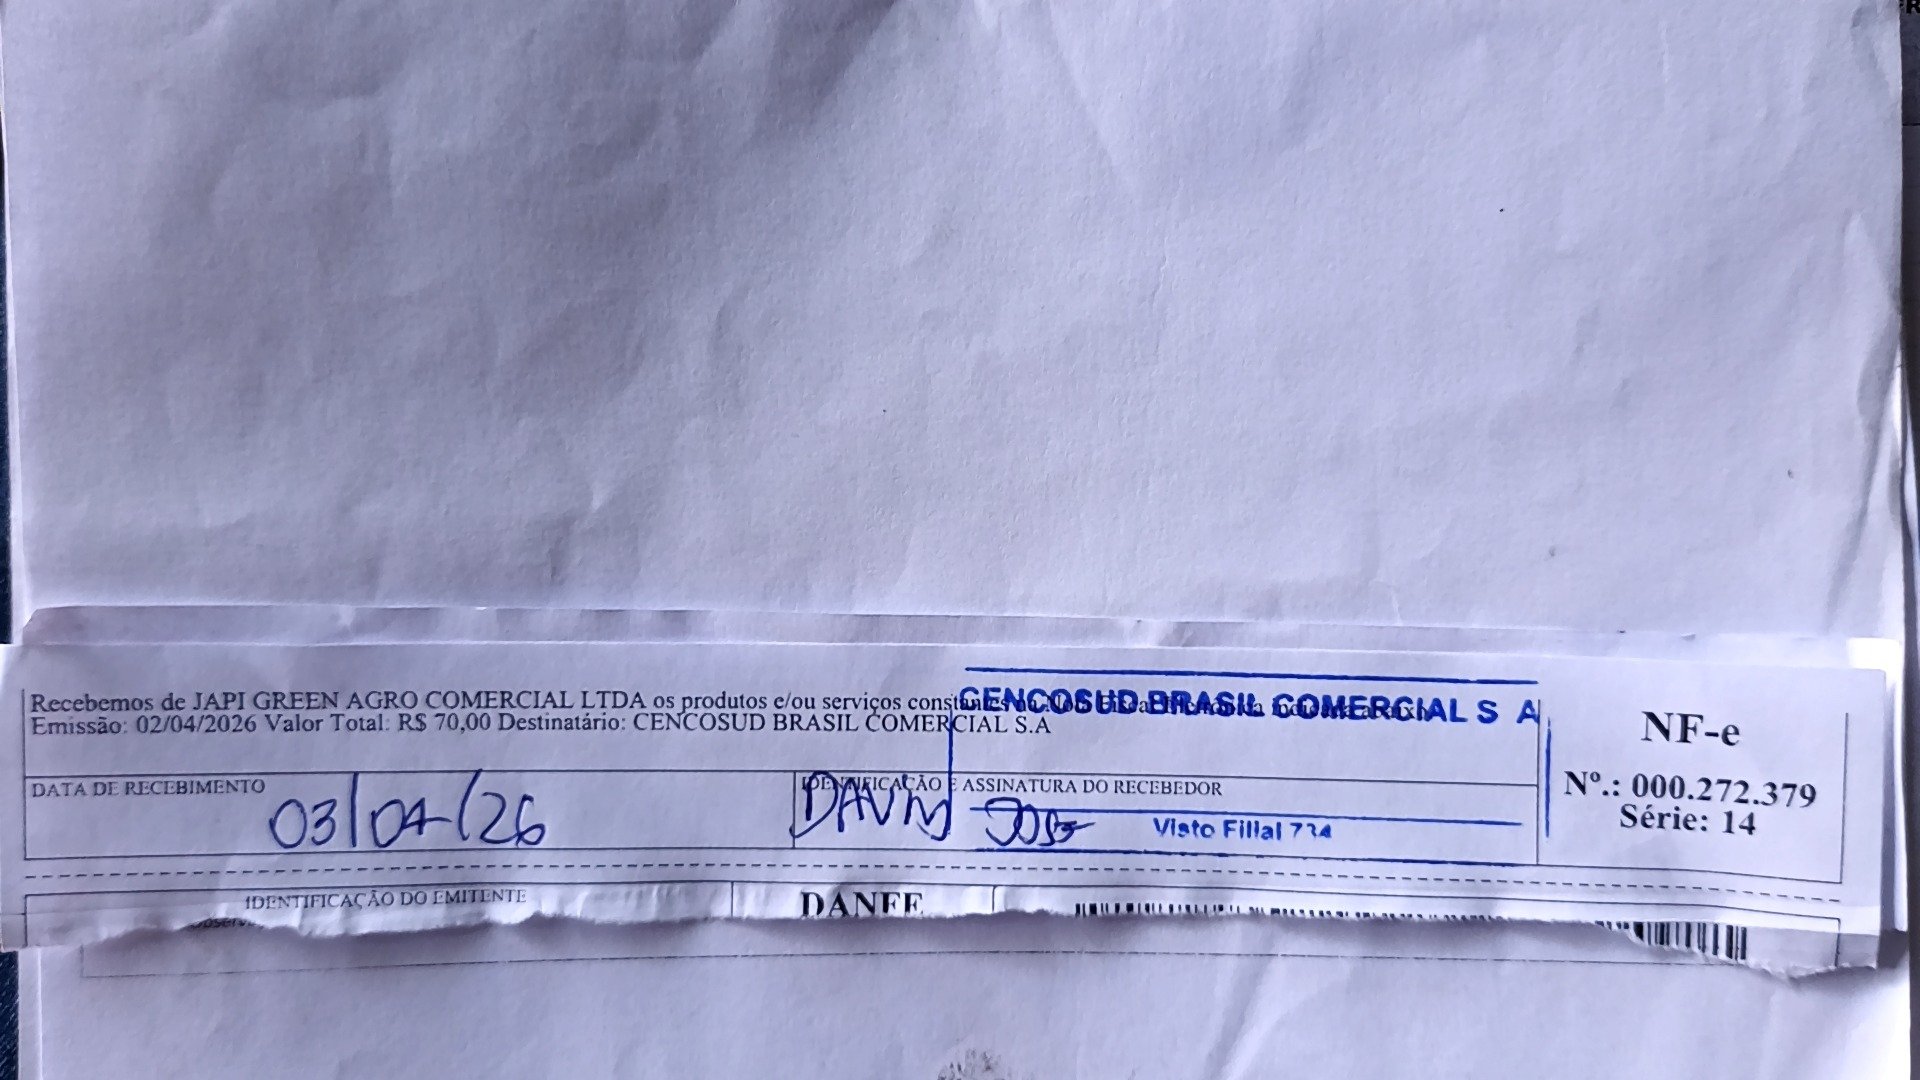 Recebemos de JAPI GREEN AGRO COMERCIAL LTDA os produtos e/ou serviços
CENCOSUD BRASIL COMERCIAL S A
Emissão: 02/04/2026 Valor Total: R$ 70,00 Destinatário: CENCOSUD BRASIL COMERCIAL S.A
NF-e
Nº.: 000.272.379
Série: 14
DATA DE RECEBIMENTO
03/04/26
IDENTIFICAÇÃO E ASSINATURA DO RECEBEDOR
Visto Filial 734
IDENTIFICAÇÃO DO EMITENTE
DANFE